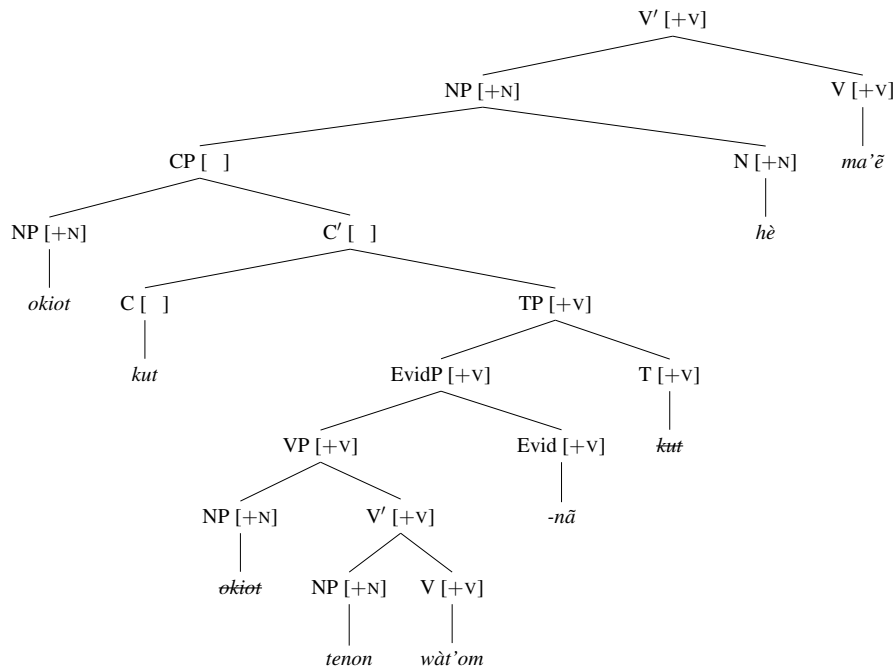 V′ [+V]
NP [+N] V [+V]
CP [ ] N [+N] ma’ẽ
NP [+N] C′ [ ] hè
okiot C [ ] TP [+V]
kut EvidP [+V] T [+V]
VP [+V] Evid [+V] kut
NP [+N] V′ [+V] -nã
okiot NP [+N] V [+V]
tenon wàt’om